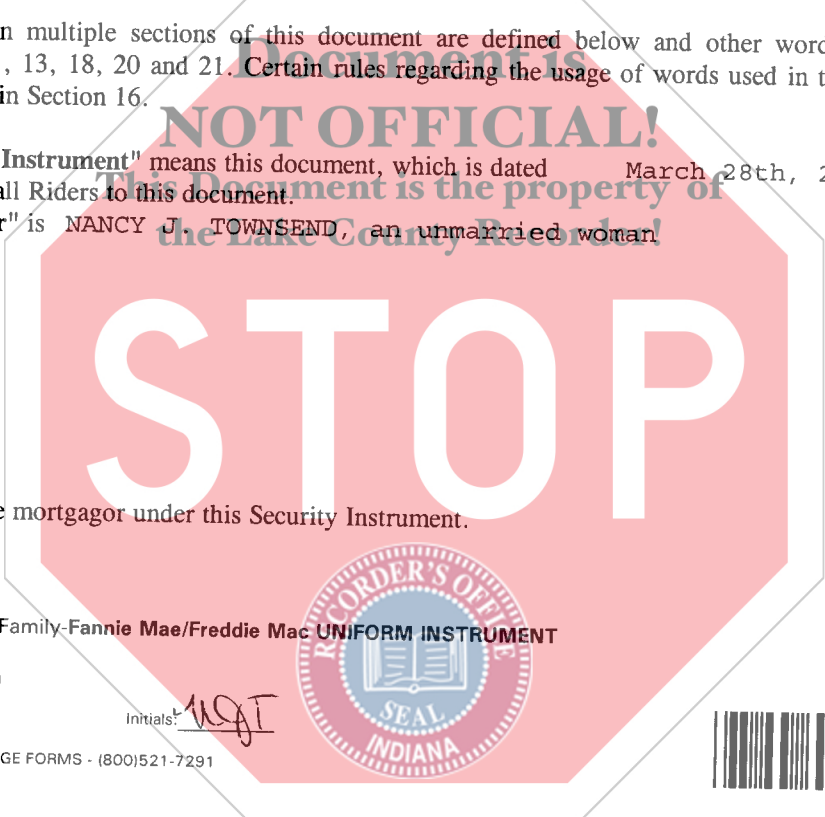 n multiple sections of this document are defined below and other word
, 13, 18, 20 and 21. Certain rules regarding the usage of words used in t
in Section 16.
Document is
NOT OFFICIAL!
This Document is the property of
the Lake County Recorder!
Instrument" means this document, which is dated March 28th, 2
all Riders to this document.
r" is NANCY J. TOWNSEND, an unmarried woman
STOP
e mortgagor under this Security Instrument.
RECORDER'S OFFICE
SEAL
INDIANA
Family-Fannie Mae/Freddie Mac UNIFORM INSTRUMENT
Initials: NJT
GE FORMS - (800)521-7291